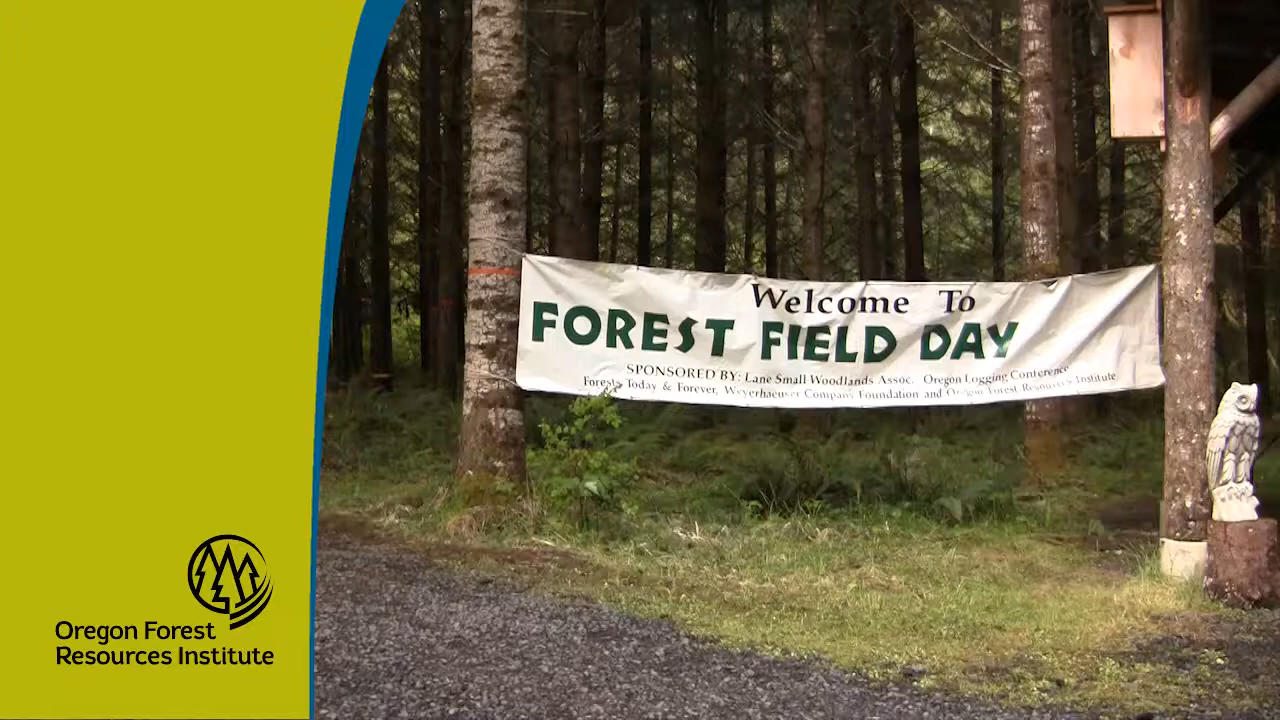 Welcome To
FOREST FIELD DAY
SPONSORED BY: Lane Small Woodlands Assoc. Oregon Logging Conference
Forests Today & Forever, Weyerhaeuser Company Foundation and Oregon Forest Resources Institute
Oregon Forest
Resources Institute